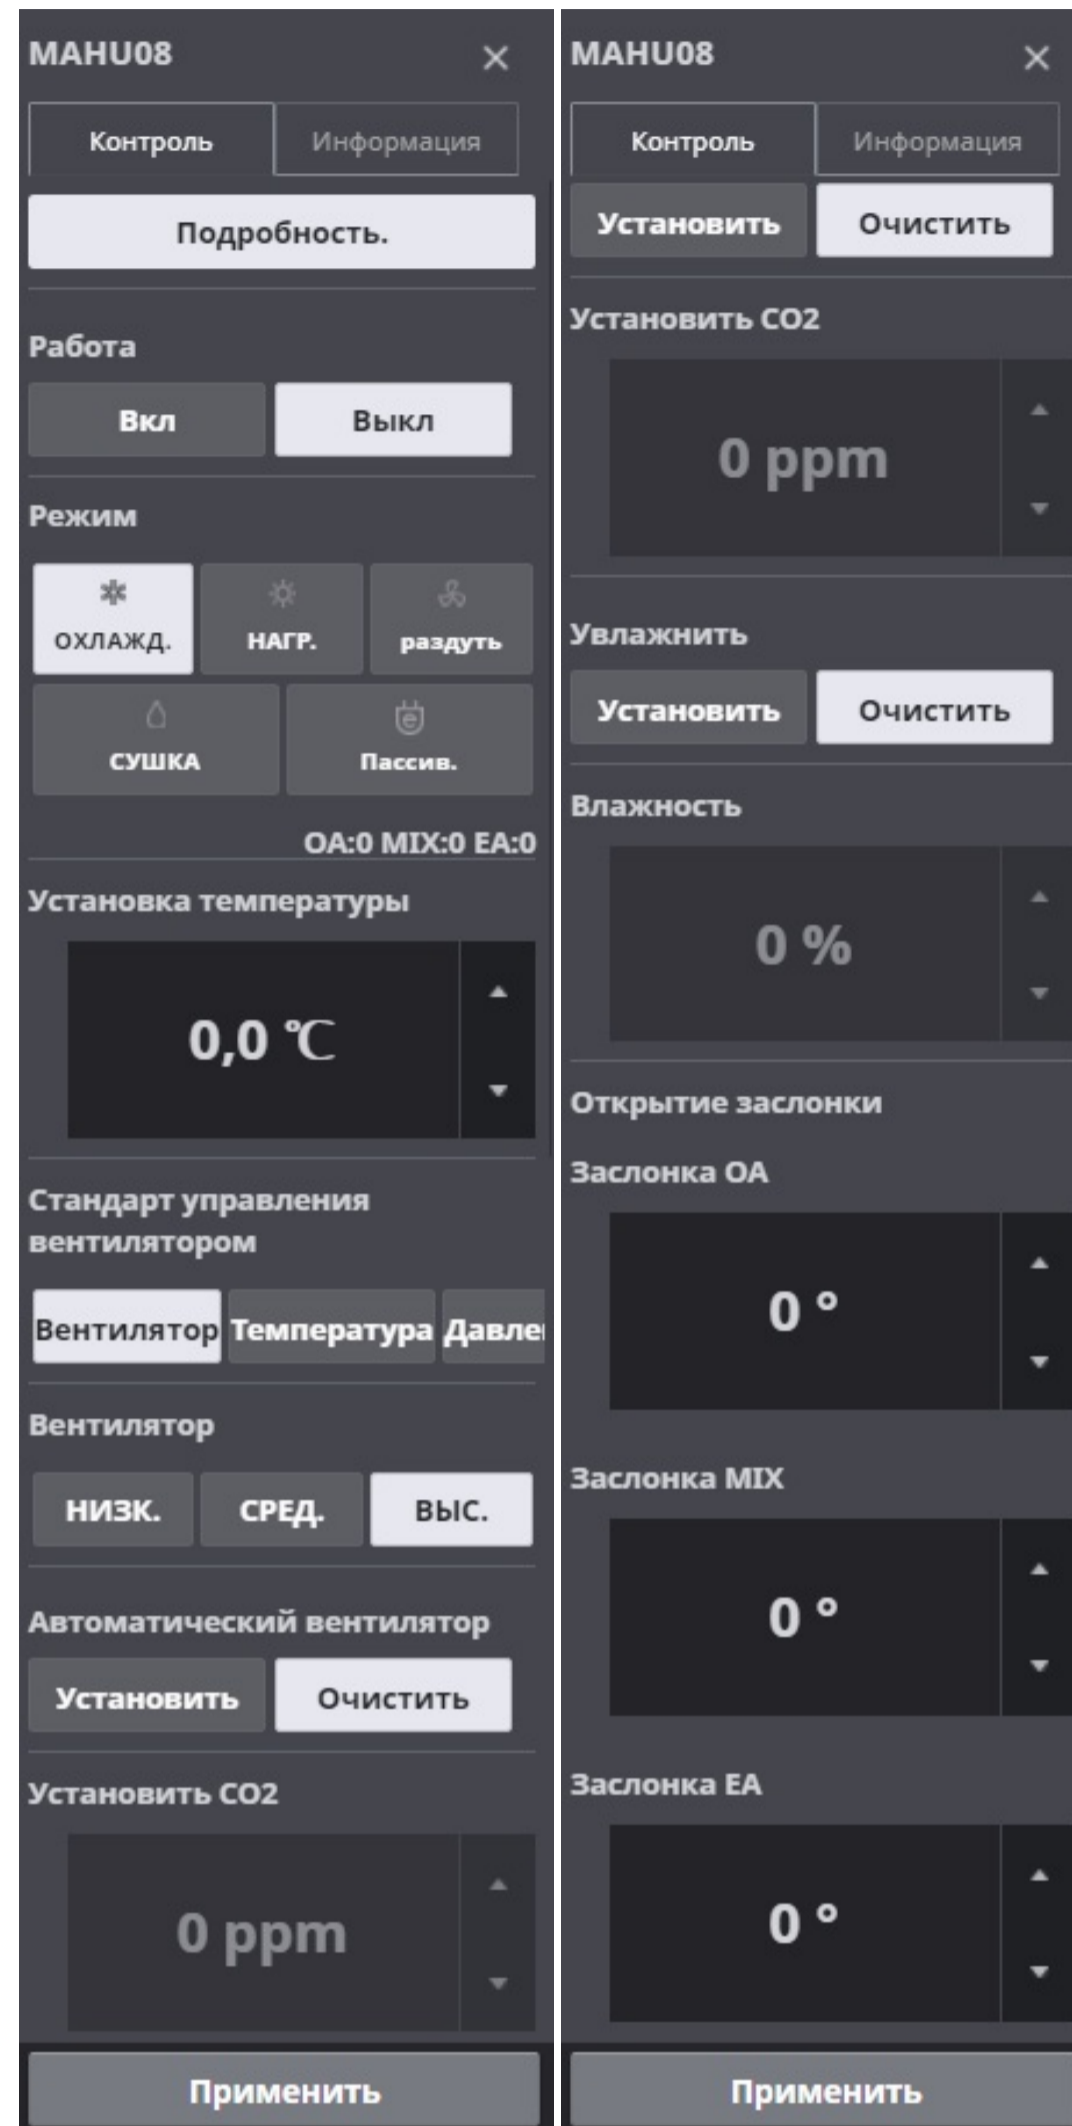 MAHU08
Контроль Информация
Подробность.
Работа
Вкл Выкл
Режим
ОХЛАЖД. НАГР. раздуть
СУШКА Пассив.
OA:0 MIX:0 EA:0
Установка температуры
0,0 ℃
Стандарт управления
вентилятором
Вентилятор Температура Давле
Вентилятор
НИЗК. СРЕД. ВЫС.
Автоматический вентилятор
Установить Очистить
Установить CO2
0 ppm
Применить
MAHU08
Контроль Информация
Установить Очистить
Установить CO2
0 ppm
Увлажнить
Установить Очистить
Влажность
0 %
Открытие заслонки
Заслонка OA
0 °
Заслонка MIX
0 °
Заслонка EA
0 °
Применить